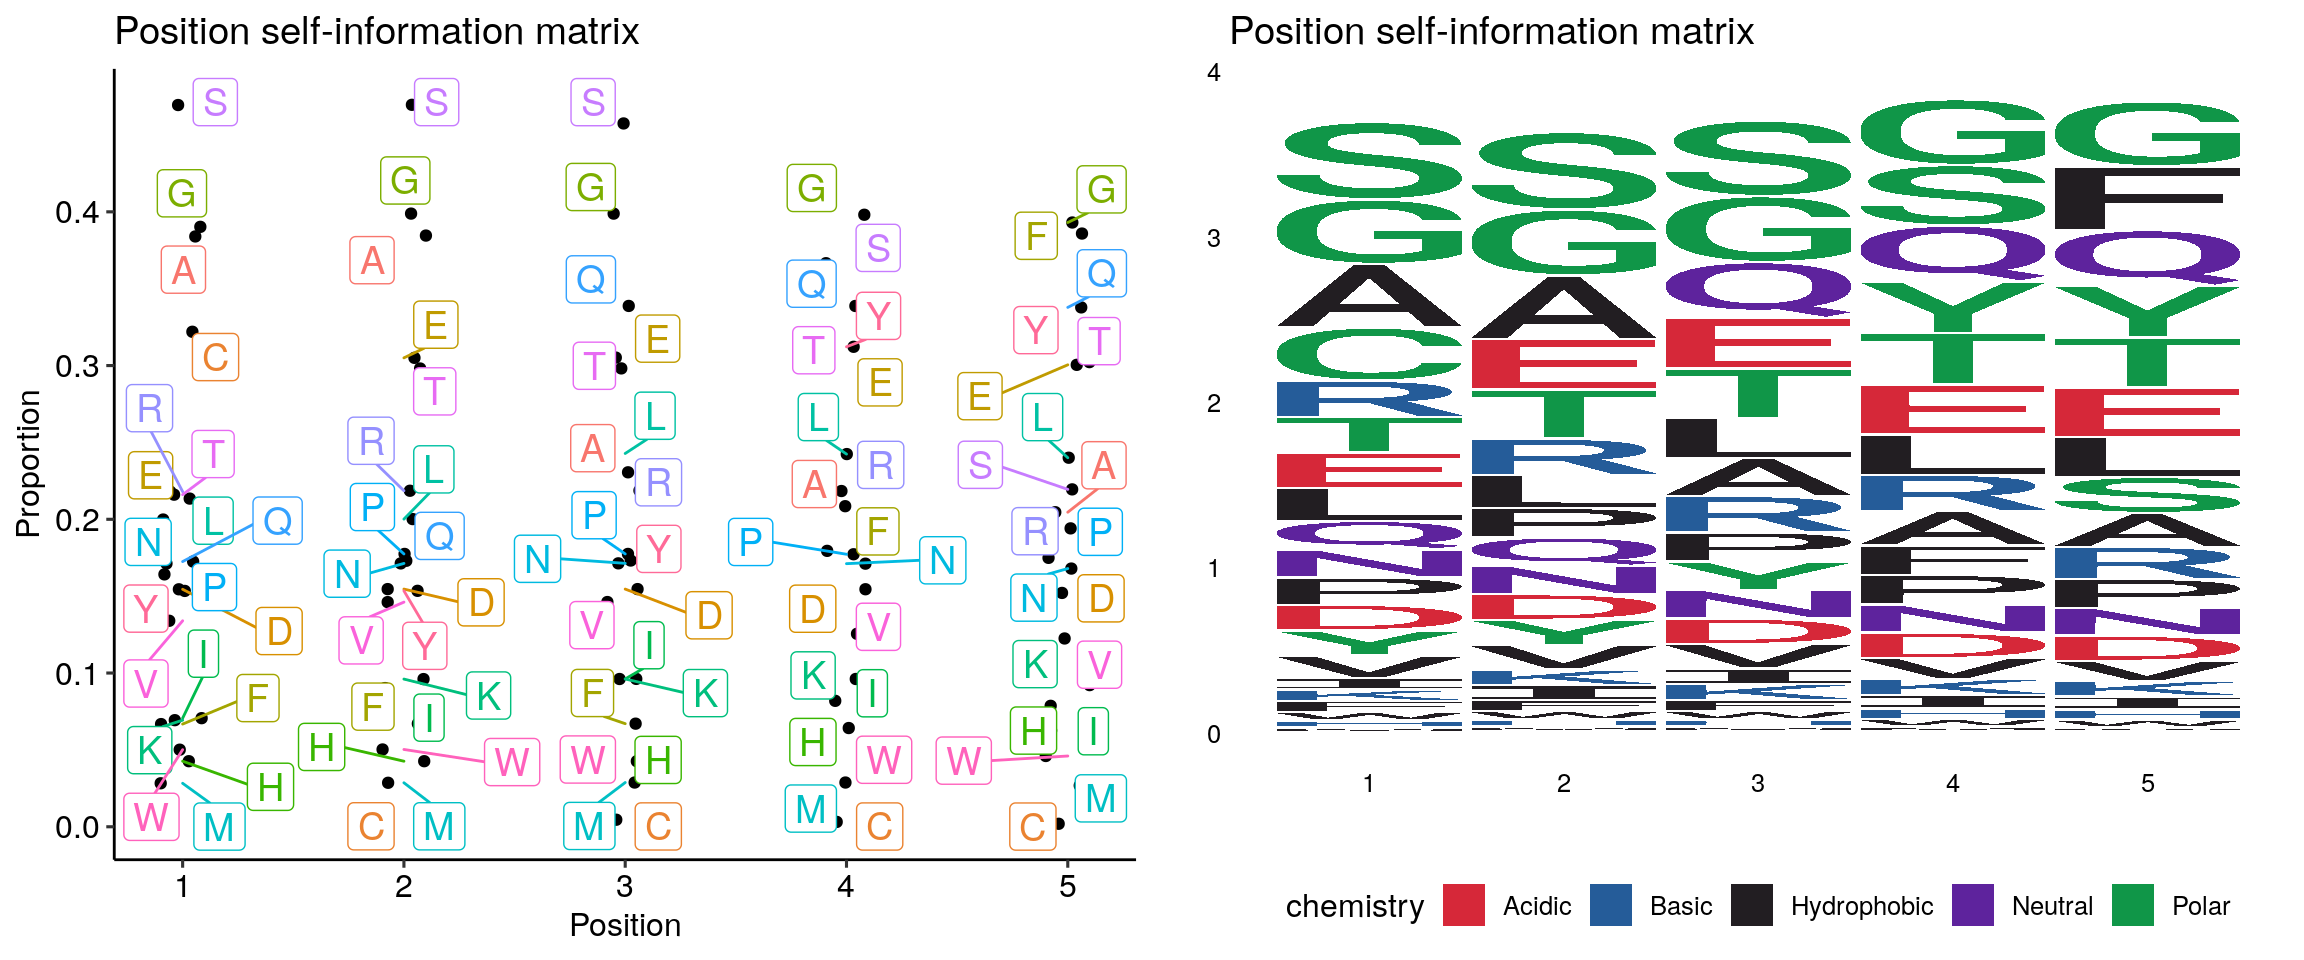 Position self-information matrix
Proportion
0.4
0.3
0.2
0.1
0.0
S
G
A
C
R
T
E
L
Q
N
P
Y
D
I
V
F
K
H
W
M
S
G
A
E
T
R
L
P
Q
N
D
V
Y
K
F
I
H
W
C
M
S
G
Q
E
T
L
A
R
P
Y
N
V
D
I
F
K
W
H
M
C
G
S
Q
Y
T
E
L
R
A
F
P
N
D
V
K
I
H
W
M
C
G
F
Q
Y
T
E
L
S
A
R
P
N
D
K
V
H
I
W
M
C
1 2 3 4 5
Position
Position self-information matrix
4
3
2
1
0
S
G
A
C
R
T
E
L
Q
N
P
D
Y
V
I
K
F
W
H
M
S
G
A
E
T
R
L
P
Q
N
D
Y
V
K
I
F
W
H
M
S
G
Q
E
T
L
A
R
P
Y
N
D
V
I
K
F
W
H
M
G
S
Q
Y
T
E
L
R
A
F
P
N
D
V
K
I
H
W
G
F
Q
Y
T
E
L
S
A
R
P
N
D
V
K
I
H
W
1 2 3 4 5
chemistry Acidic Basic Hydrophobic Neutral Polar